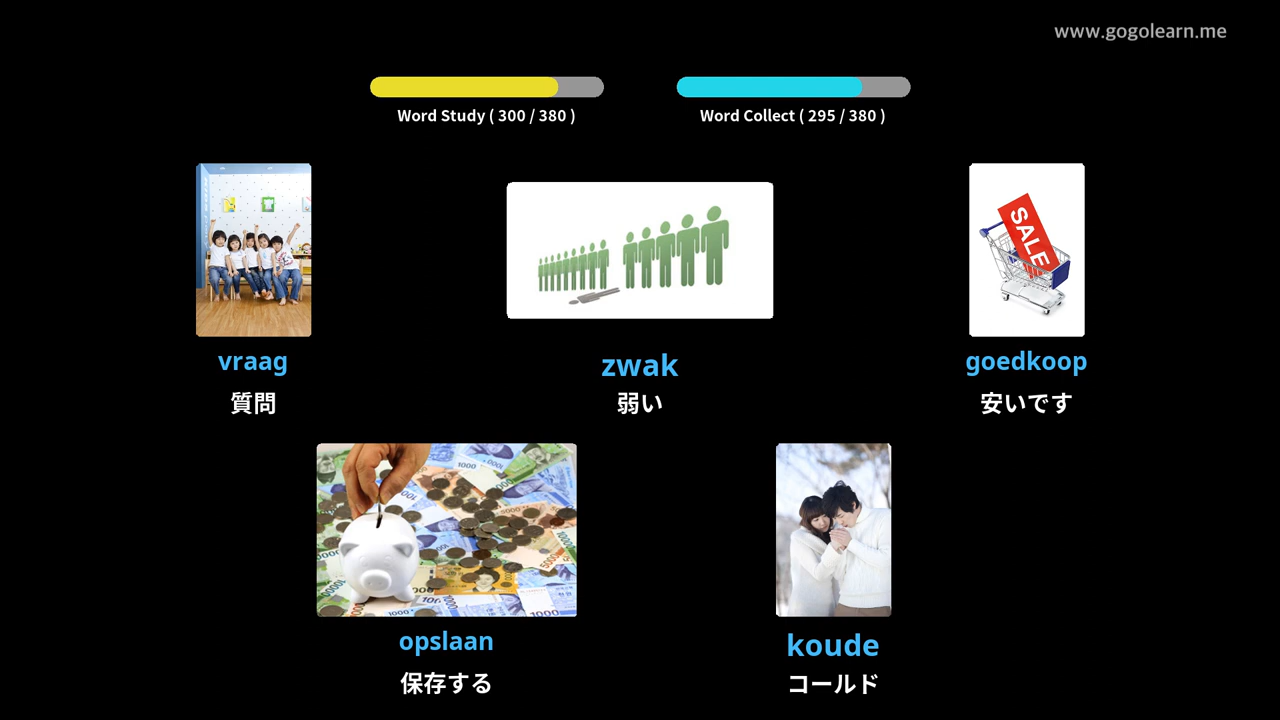 www.gogolearn.me
Word Study ( 300 / 380 )
Word Collect ( 295 / 380 )
SALE
vraag
質問
zwak
弱い
goedkoop
安いです
opslaan
保存する
koude
コールド